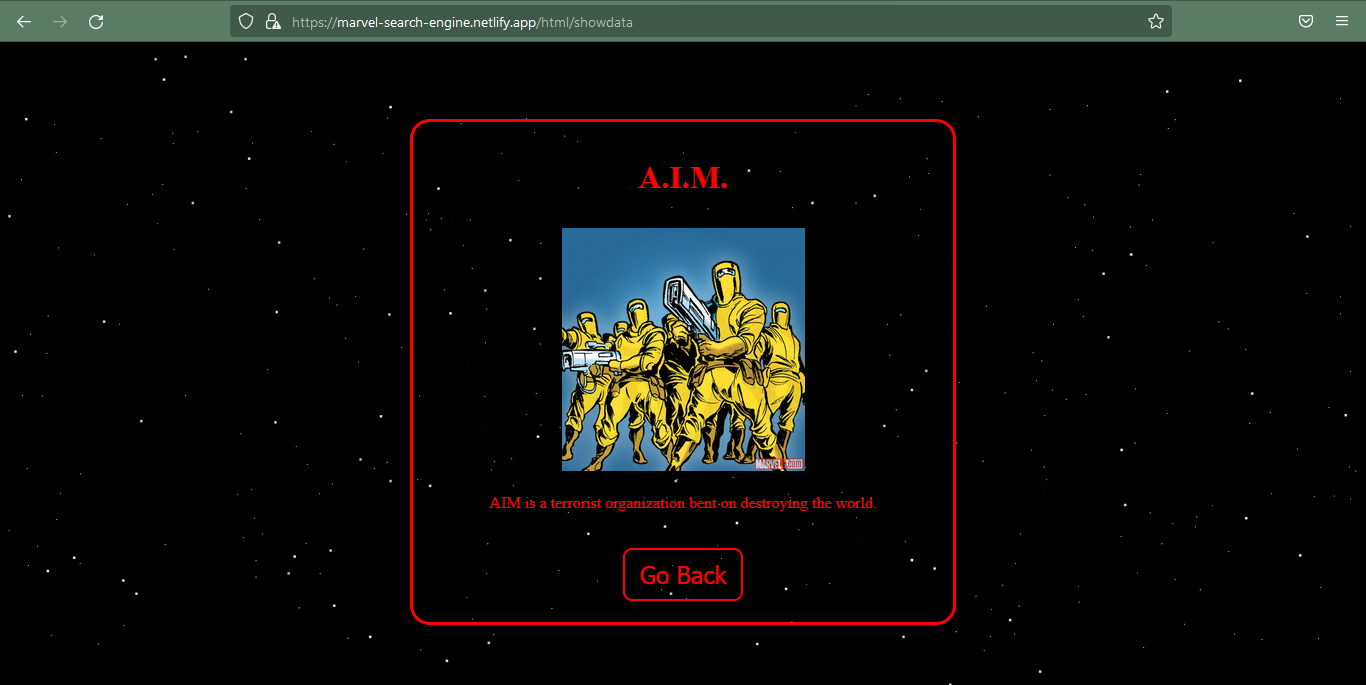 https://marvel-search-engine.netlify.app/html/showdata
A.I.M.
MARVEL.COM
AIM is a terrorist organization bent on destroying the world.
Go Back